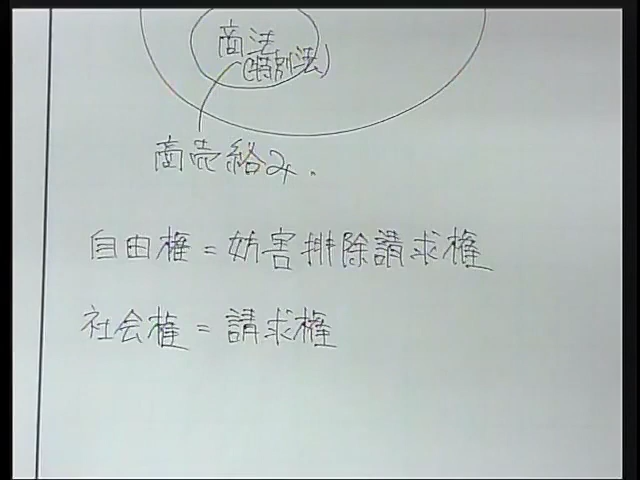 商法
(特別法)
商売絡み.
自由権=妨害排除請求権
社会権=請求権